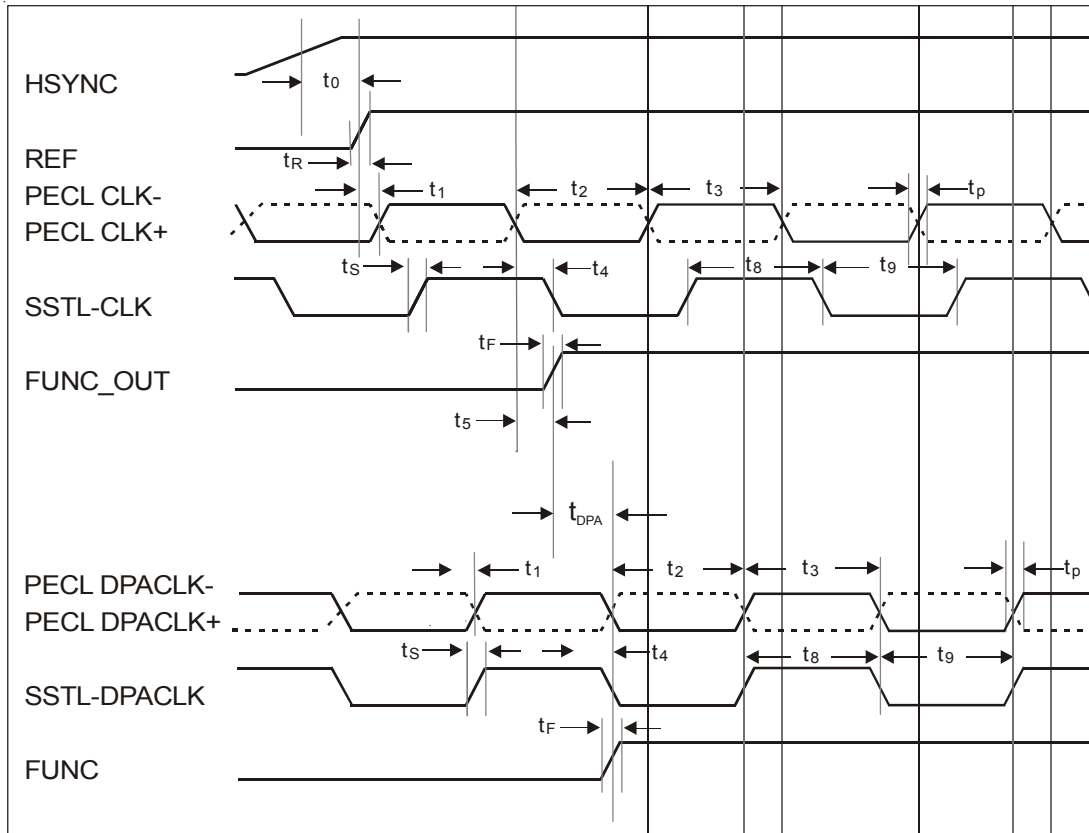 HSYNC
t0
REF
tR
PECL CLK-
t1 t2 t3 tp
PECL CLK+
tS t4 t8 t9
SSTL-CLK
tF
FUNC_OUT
t5
tDPA
PECL DPACLK-
t1 t2 t3 tp
PECL DPACLK+
tS t4 t8 t9
SSTL-DPACLK
tF
FUNC